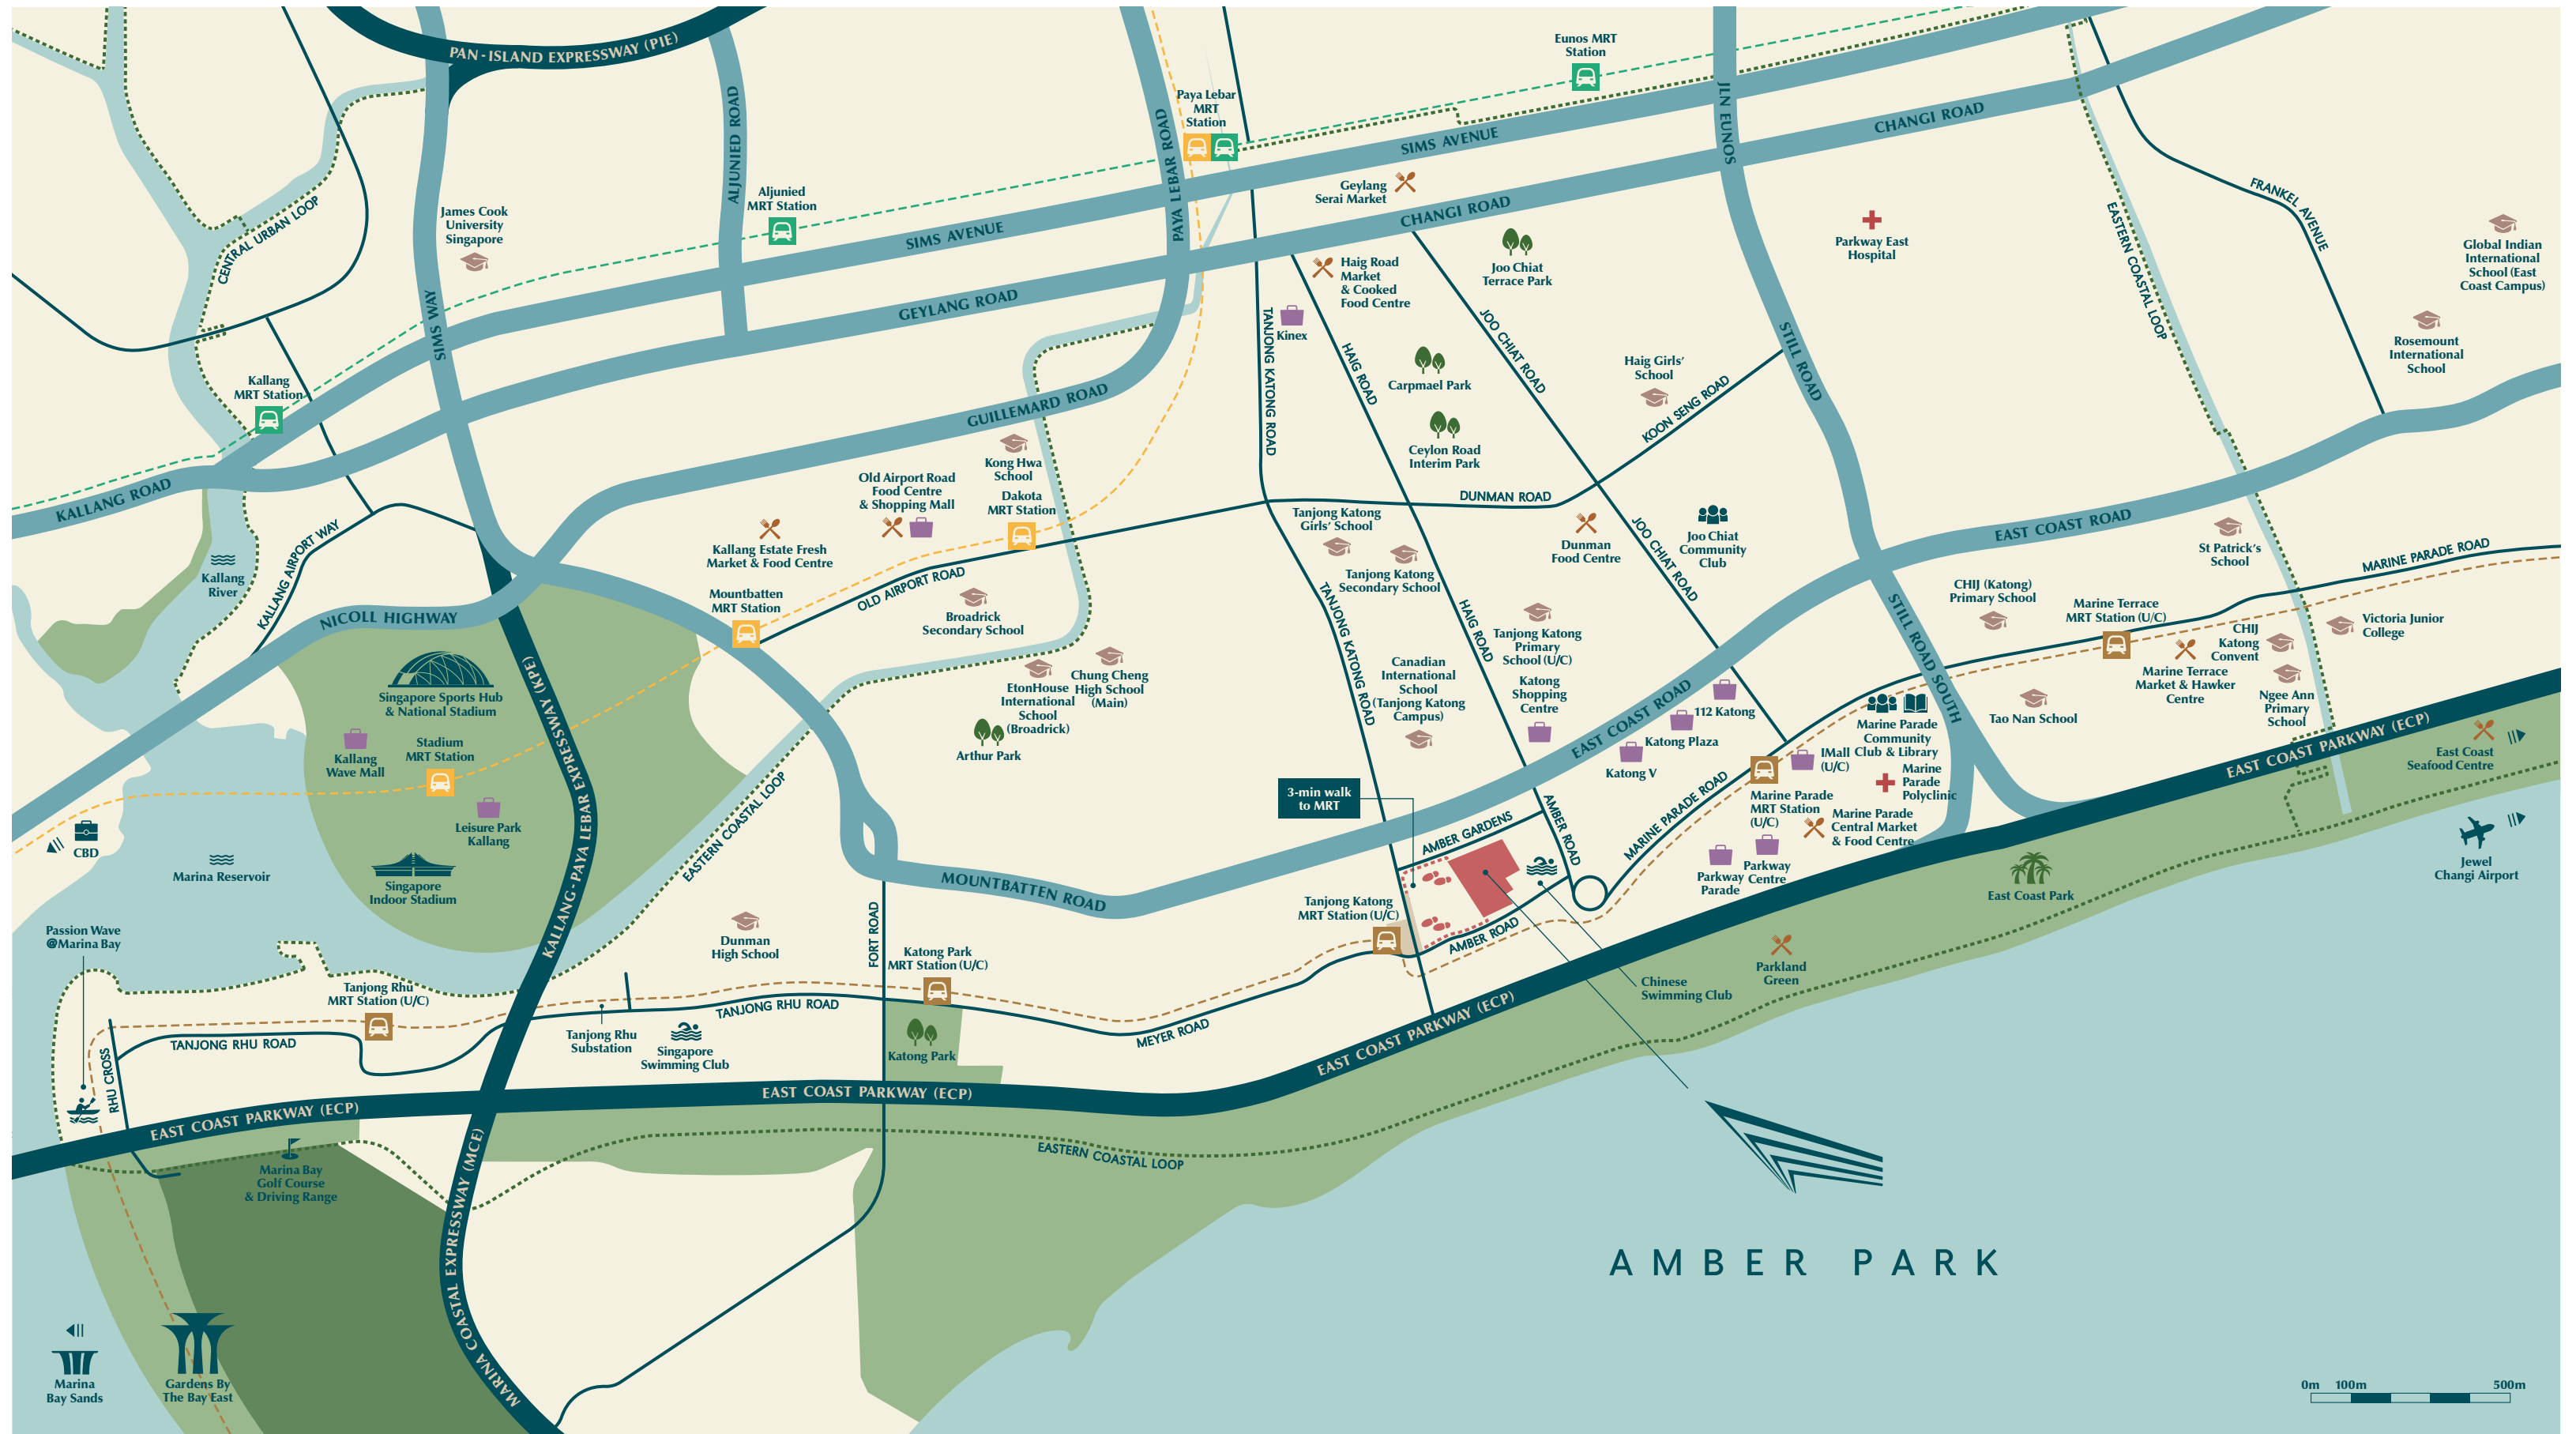 PAN-ISLAND EXPRESSWAY (PIE)
Eunos MRT
Station
Paya Lebar
MRT
Station
ALJUNIED ROAD
PAYA LEBAR ROAD
JLN EUNOS
SIMS AVENUE
CHANGI ROAD
Aljunied
MRT Station
Geylang
Serai Market
CHANGI ROAD
FRANKEL AVENUE
James Cook
University
Singapore
CENTRAL URBAN LOOP
SIMS AVENUE
Parkway East
Hospital
EASTERN COASTAL LOOP
Global Indian
International
School (East
Coast Campus)
Haig Road
Market
& Cooked
Food Centre
Joo Chiat
Terrace Park
SIMS WAY
GEYLANG ROAD
Kinex
TANJONG KATONG ROAD
HAIG ROAD
JOO CHIAT ROAD
STILL ROAD
Rosemount
International
School
Kallang
MRT Station
Carpmael Park
Haig Girls'
School
KOON SENG ROAD
GUILLEMARD ROAD
Ceylon Road
Interim Park
Kong Hwa
School
KALLANG ROAD
Old Airport Road
Food Centre
& Shopping Mall
Dakota
MRT Station
DUNMAN ROAD
Tanjong Katong
Girls' School
JOO CHIAT ROAD
Joo Chiat
Community
Club
EAST COAST ROAD
St Patrick's
School
MARINE PARADE ROAD
Kallang Estate Fresh
Market & Food Centre
Dunman
Food Centre
Tanjong Katong
Secondary School
KALLANG AIRPORT WAY
Kallang
River
OLD AIRPORT ROAD
Mountbatten
MRT Station
Broadrick
Secondary School
TANJONG KATONG ROAD
HAIG ROAD
Tanjong Katong
Primary
School (U/C)
STILL ROAD SOUTH
CHIJ (Katong)
Primary School
Marine Terrace
MRT Station (U/C)
CHIJ
Katong
Convent
Victoria Junior
College
NICOLL HIGHWAY
Singapore Sports Hub
& National Stadium
KALLANG-PAYA LEBAR EXPRESSWAY (KPE)
EtonHouse
International
School
(Broadrick)
Chung Cheng
High School
(Main)
Canadian
International
School
(Tanjong Katong
Campus)
Katong
Shopping
Centre
EAST COAST ROAD
112 Katong
Katong Plaza
Katong V
Marine Terrace
Market & Hawker
Centre
Ngee Ann
Primary
School
Tao Nan School
Marine Parade
Community
Club & Library
IMall
(U/C)
Marine
Parade
Polyclinic
EAST COAST PARKWAY (ECP)
East Coast
Seafood Centre
Kallang
Wave Mall
Stadium
MRT Station
Arthur Park
EASTERN COASTAL LOOP
3-min walk
to MRT
AMBER GARDENS
AMBER ROAD
MARINE PARADE ROAD
Marine Parade
MRT Station
(U/C)
Marine Parade
Central Market
& Food Centre
Leisure Park
Kallang
CBD
Marina Reservoir
Singapore
Indoor Stadium
MOUNTBATTEN ROAD
Parkway
Parade
Parkway
Centre
East Coast Park
Jewel
Changi Airport
Passion Wave
@Marina Bay
Dunman
High School
FORT ROAD
Katong Park
MRT Station (U/C)
Tanjong Katong
MRT Station (U/C)
AMBER ROAD
Parkland
Green
Chinese
Swimming Club
Tanjong Rhu
MRT Station (U/C)
TANJONG RHU ROAD
TANJONG RHU ROAD
Tanjong Rhu
Substation
Singapore
Swimming Club
Katong Park
MEYER ROAD
EAST COAST PARKWAY (ECP)
RHU CROSS
EAST COAST PARKWAY (ECP)
EAST COAST PARKWAY (ECP)
EASTERN COASTAL LOOP
Marina Bay
Golf Course
& Driving Range
MARINA COASTAL EXPRESSWAY (MCE)
AMBER PARK
Marina
Bay Sands
Gardens By
The Bay East
0m 100m 500m